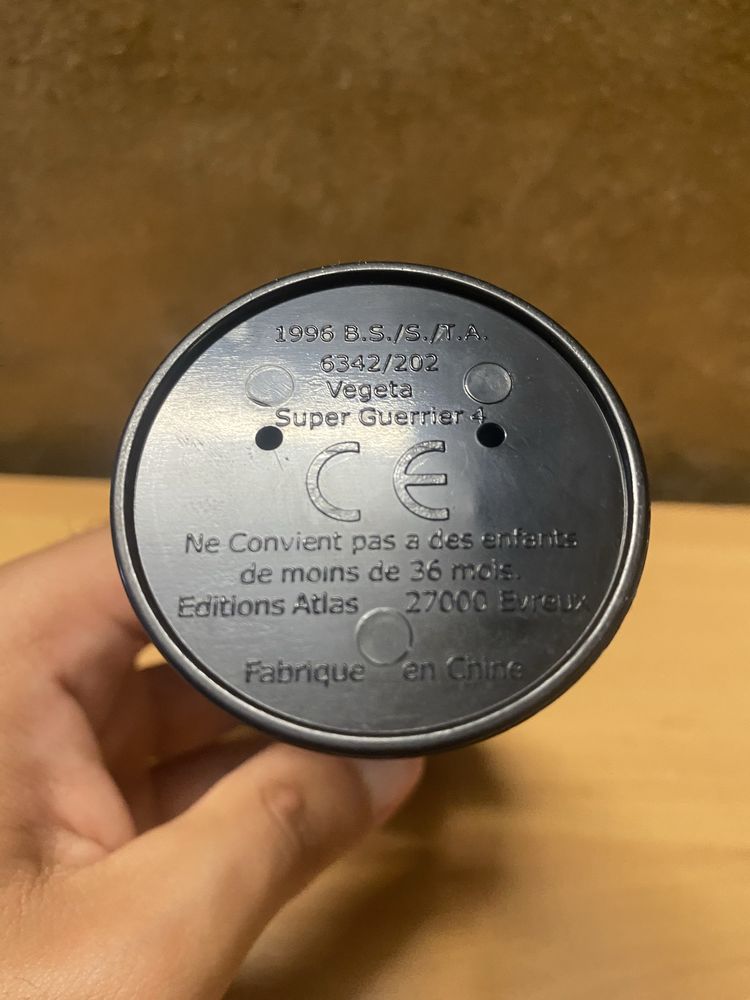 1996 B.S./S./T.A.
6342/202
Vegeta
Super Guerrier 4
CE
Ne Convient pas a des enfants
de moins de 36 mois.
Editions Atlas 27000 Evreux
Fabrique en Chine